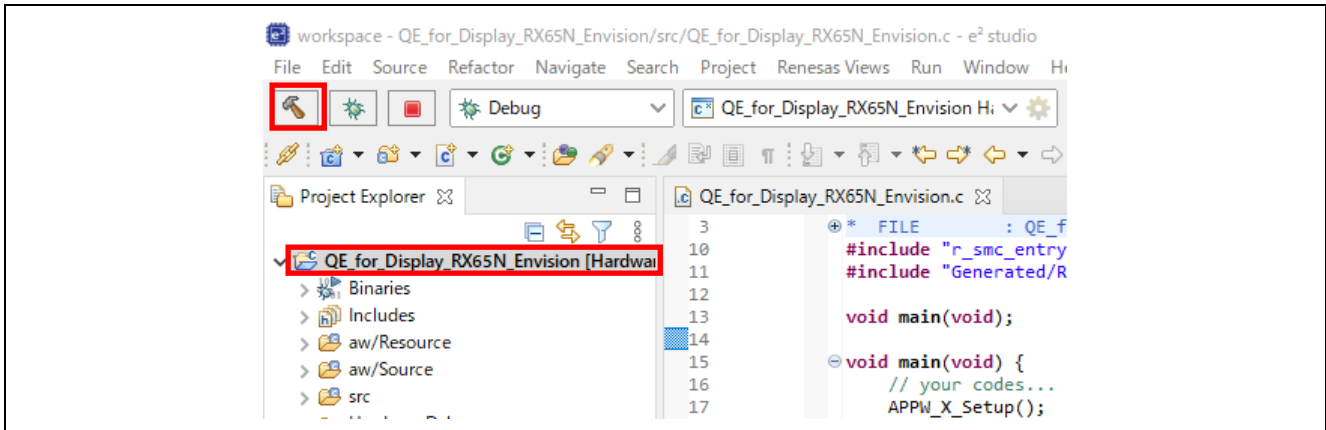 workspace - QE_for_Display_RX65N_Envision/src/QE_for_Display_RX65N_Envision.c - e² studio
File Edit Source Refactor Navigate Search Project Renesas Views Run Window
Debug
QE_for_Display_RX65N_Envision
Project Explorer
QE_for_Display_RX65N_Envision.c
QE_for_Display_RX65N_Envision
Binaries
Includes
aw/Resource
aw/Source
src
3 * FILE :
10 #include "r_smc_entry
11 #include "Generated/R
12
13 void main(void);
14
15 void main(void) {
16 // your codes...
17 APPW_X_Setup();